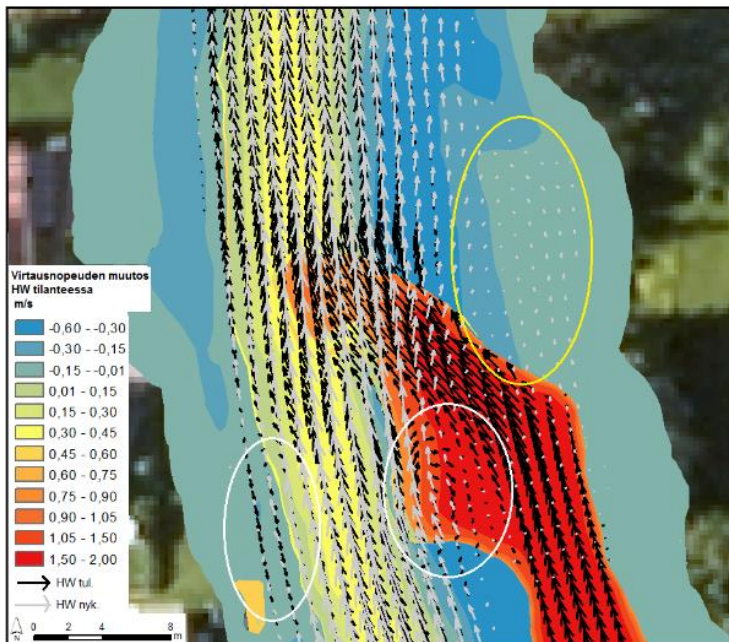 Virtausnopeuden muutos
HW tilanteessa
m/s
-0,60 - -0,30
-0,30 - -0,15
-0,15 - -0,01
0,01 - 0,15
0,15 - 0,30
0,30 - 0,45
0,45 - 0,60
0,60 - 0,75
0,75 - 0,90
0,90 - 1,05
1,05 - 1,50
1,50 - 2,00
HW tul.
HW nyk.
N
0 2 4 8
m